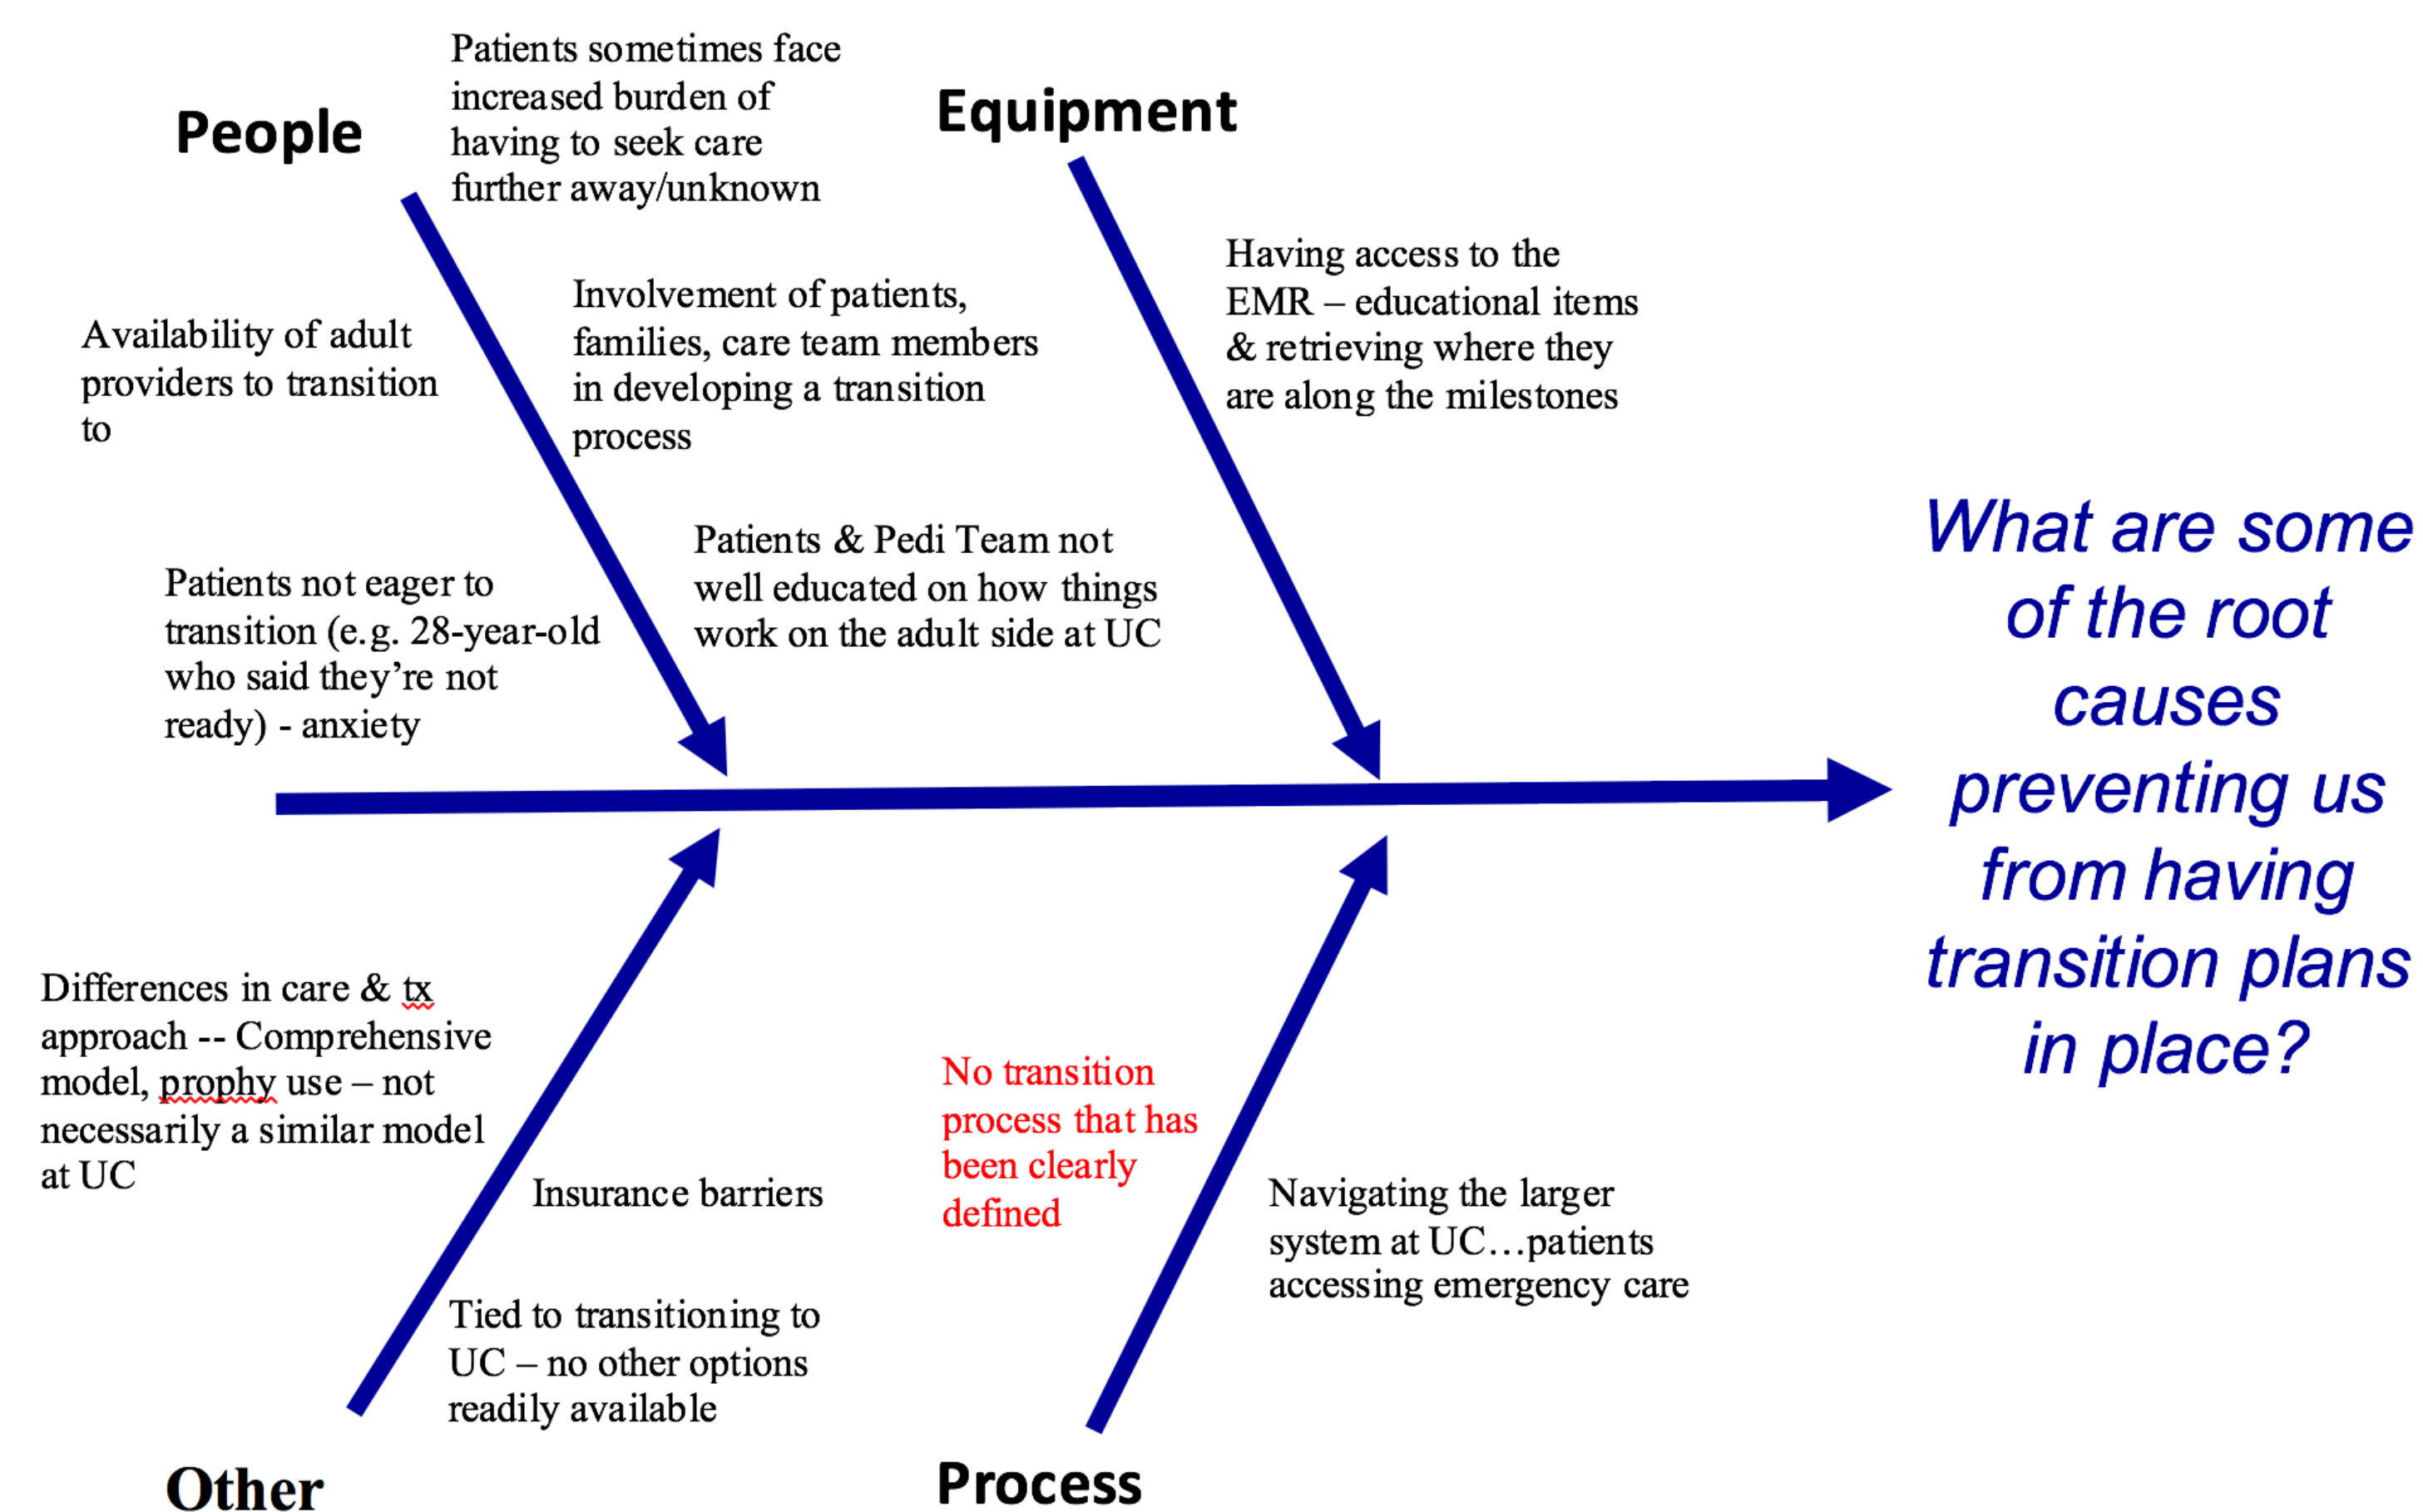 People
Patients sometimes face
increased burden of
having to seek care
further away/unknown
Availability of adult
providers to transition
to
Involvement of patients,
families, care team members
in developing a transition
process
Patients not eager to
transition (e.g. 28-year-old
who said they’re not
ready) - anxiety
Patients & Pedi Team not
well educated on how things
work on the adult side at UC
Equipment
Having access to the
EMR – educational items
& retrieving where they
are along the milestones
What are some
of the root
causes
preventing us
from having
transition plans
in place?
Differences in care & tx
approach -- Comprehensive
model, prophy use – not
necessarily a similar model
at UC
Insurance barriers
Tied to transitioning to
UC – no other options
readily available
Other
No transition
process that has
been clearly
defined
Navigating the larger
system at UC…patients
accessing emergency care
Process